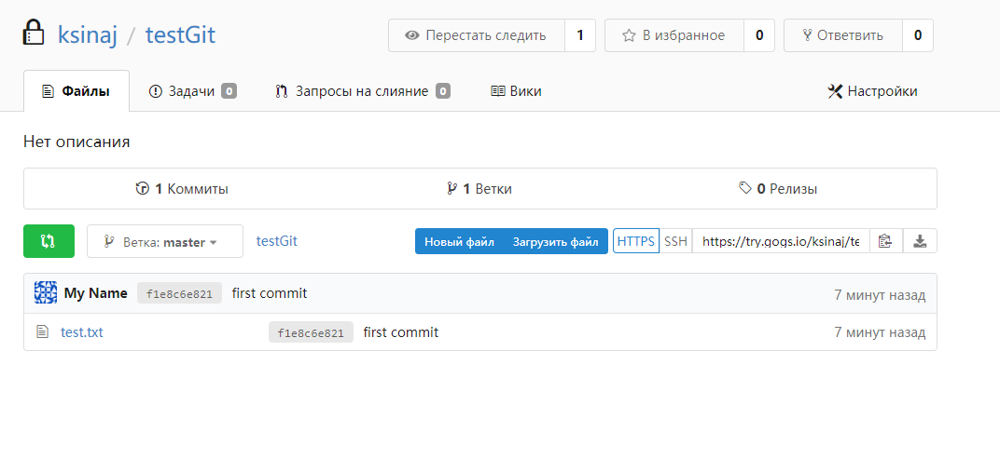 ksinaj / testGit
Перестать следить 1 В избранное 0 Ответвить 0
Файлы Задачи 0 Запросы на слияние 0 Вики Настройки
Нет описания
1 Коммиты 1 Ветки 0 Релизы
Ветка: master testGit Новый файл Загрузить файл HTTPS SSH https://try.gogs.io/ksinaj/te
My Name f1e8c6e821 first commit 7 минут назад
test.txt f1e8c6e821 first commit 7 минут назад